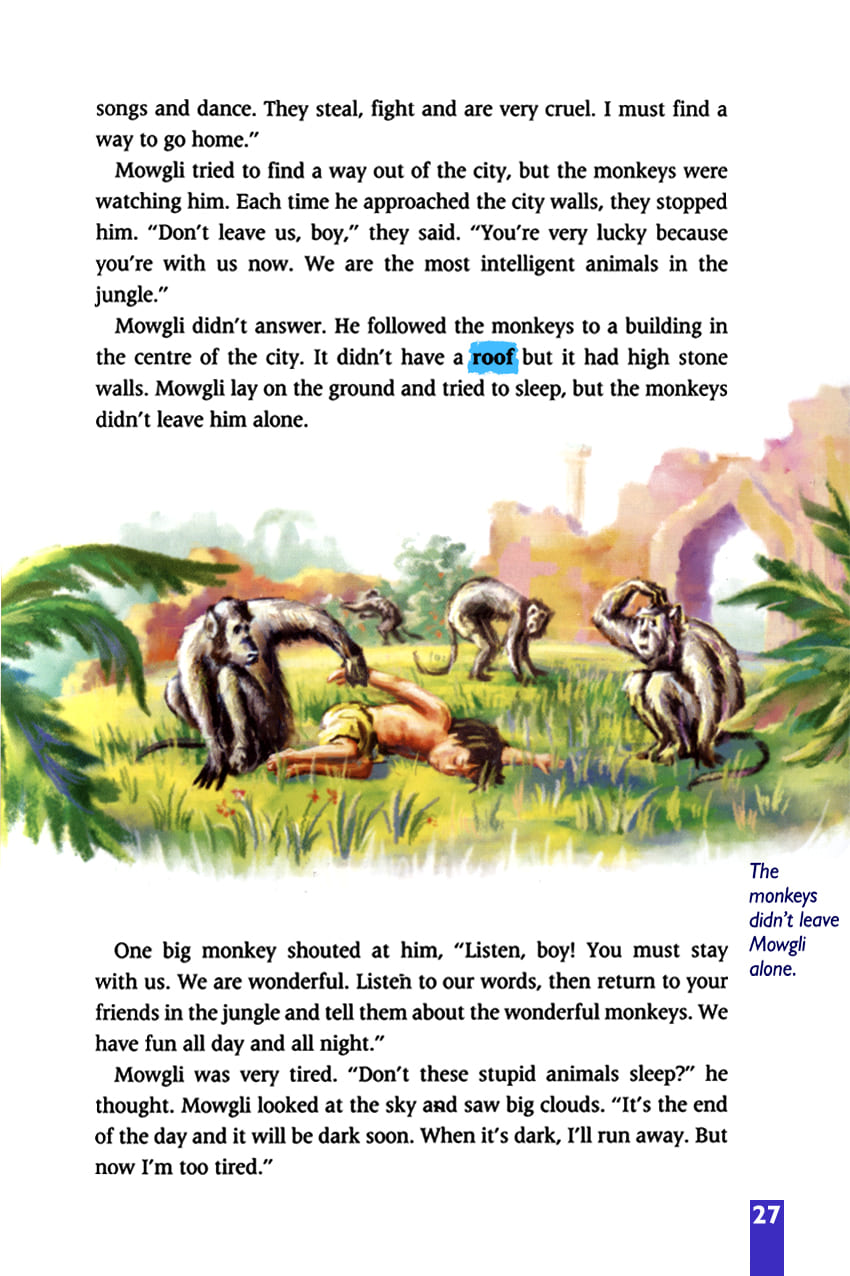 songs and dance. They steal, fight and are very cruel. I must find a
way to go home."
Mowgli tried to find a way out of the city, but the monkeys were
watching him. Each time he approached the city walls, they stopped
him. "Don't leave us, boy," they said. "You're very lucky because
you're with us now. We are the most intelligent animals in the
jungle."
Mowgli didn't answer. He followed the monkeys to a building in
the centre of the city. It didn't have a roof but it had high stone
walls. Mowgli lay on the ground and tried to sleep, but the monkeys
didn't leave him alone.
The
monkeys
didn't leave
Mowgli
alone.
One big monkey shouted at him, "Listen, boy! You must stay
with us. We are wonderful. Listen to our words, then return to your
friends in the jungle and tell them about the wonderful monkeys. We
have fun all day and all night."
Mowgli was very tired. "Don't these stupid animals sleep?" he
thought. Mowgli looked at the sky and saw big clouds. "It's the end
of the day and it will be dark soon. When it's dark, I'll run away. But
now I'm too tired."
27